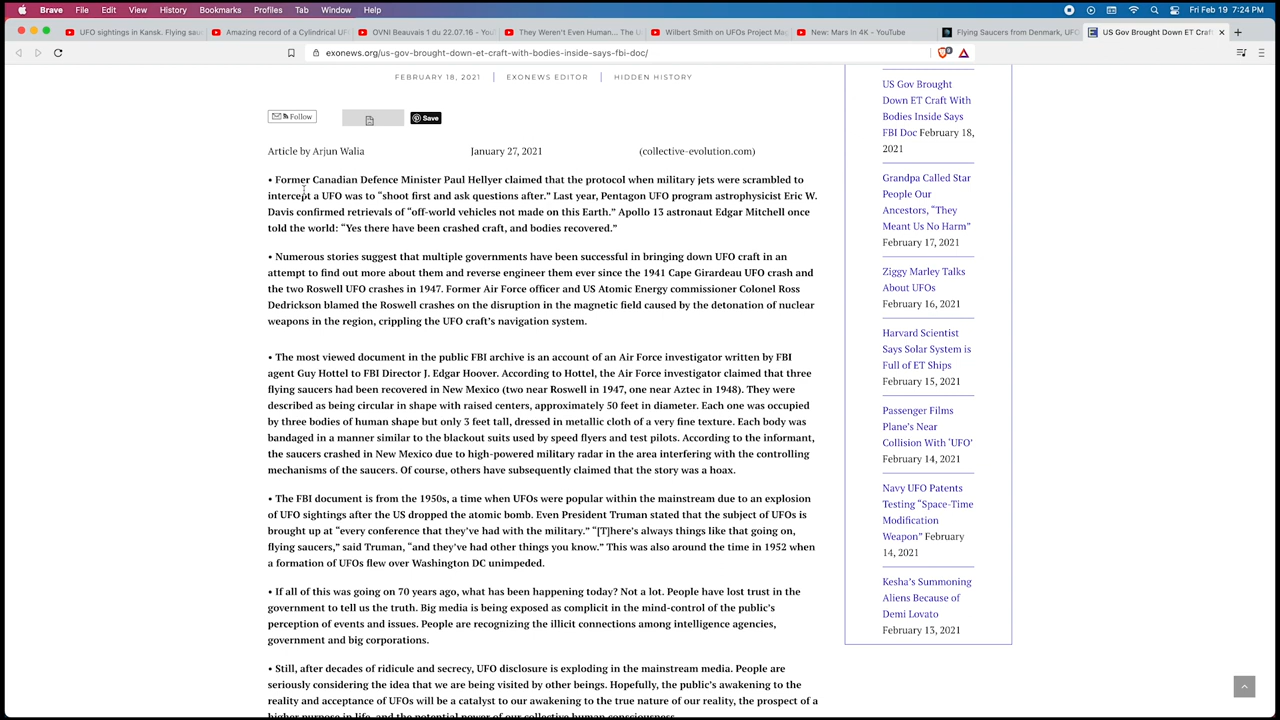 Brave File Edit View History Bookmarks Profiles Tabs Window Help Fri Feb 19 7:24 PM
UFO sightings in Kansk. Flying sau Amazing record of a Cylindrical UF OVNI Beauvais 1 du 22.07.16 - You They Weren't Even Human... The U Wilbert Smith on UFOs Project Ma New: Mars In 4K - YouTube Flying Saucers from Denmark, UFO US Gov Brought Down ET Craft
exonews.org/us-gov-brought-down-et-craft-with-bodies-inside-says-fbi-doc/
FEBRUARY 18, 2021 EXONEWS EDITOR HIDDEN HISTORY
Follow Save
Article by Arjun Walia January 27, 2021 (collective-evolution.com)
• Former Canadian Defence Minister Paul Hellyer claimed that the protocol when military jets were scrambled to
intercept a UFO was to “shoot first and ask questions after.” Last year, Pentagon UFO program astrophysicist Eric W.
Davis confirmed retrievals of “off-world vehicles not made on this Earth.” Apollo 13 astronaut Edgar Mitchell once
told the world: “Yes there have been crashed craft, and bodies recovered.”
• Numerous stories suggest that multiple governments have been successful in bringing down UFO craft in an
attempt to find out more about them and reverse engineer them ever since the 1941 Cape Girardeau UFO crash and
the two Roswell UFO crashes in 1947. Former Air Force officer and US Atomic Energy commissioner Colonel Ross
Dedrickson blamed the Roswell crashes on the disruption in the magnetic field caused by the detonation of nuclear
weapons in the region, crippling the UFO craft’s navigation system.
• The most viewed document in the public FBI archive is an account of an Air Force investigator written by FBI
agent Guy Hottel to FBI Director J. Edgar Hoover. According to Hottel, the Air Force investigator claimed that three
flying saucers had been recovered in New Mexico (two near Roswell in 1947, one near Aztec in 1948). They were
described as being circular in shape with raised centers, approximately 50 feet in diameter. Each one was occupied
by three bodies of human shape but only 3 feet tall, dressed in metallic cloth of a very fine texture. Each body was
bandaged in a manner similar to the blackout suits used by speed flyers and test pilots. According to the informant,
the saucers crashed in New Mexico due to high-powered military radar in the area interfering with the controlling
mechanisms of the saucers. Of course, others have subsequently claimed that the story was a hoax.
• The FBI document is from the 1950s, a time when UFOs were popular within the mainstream due to an explosion
of UFO sightings after the US dropped the atomic bomb. Even President Truman stated that the subject of UFOs is
brought up at “every conference that they’ve had with the military.” “[T]here’s always things like that going on,
flying saucers,” said Truman, “and they’ve had other things you know.” This was also around the time in 1952 when
a formation of UFOs flew over Washington DC unimpeded.
• If all of this was going on 70 years ago, what has been happening today? Not a lot. People have lost trust in the
government to tell us the truth. Big media is being exposed as complicit in the mind-control of the public’s
perception of events and issues. People are recognizing the illicit connections among intelligence agencies,
government and big corporations.
• Still, after decades of ridicule and secrecy, UFO disclosure is exploding in the mainstream media. People are
seriously considering the idea that we are being visited by other beings. Hopefully, the public’s awakening to the
reality and acceptance of UFOs will be a catalyst to our awakening to the true nature of our reality, the prospect of a
higher purpose in life, and the potential power of our collective human consciousness.
US Gov Brought
Down ET Craft With
Bodies Inside Says
FBI Doc February 18,
2021
Grandpa Called Star
People Our
Ancestors, “They
Meant Us No Harm”
February 17, 2021
Ziggy Marley Talks
About UFOs
February 16, 2021
Harvard Scientist
Says Solar System is
Full of ET Ships
February 15, 2021
Passenger Films
Plane’s Near
Collision With ‘UFO’
February 14, 2021
Navy UFO Patents
Testing “Space-Time
Modification
Weapon” February
14, 2021
Kesha’s Summoning
Aliens Because of
Demi Lovato
February 13, 2021